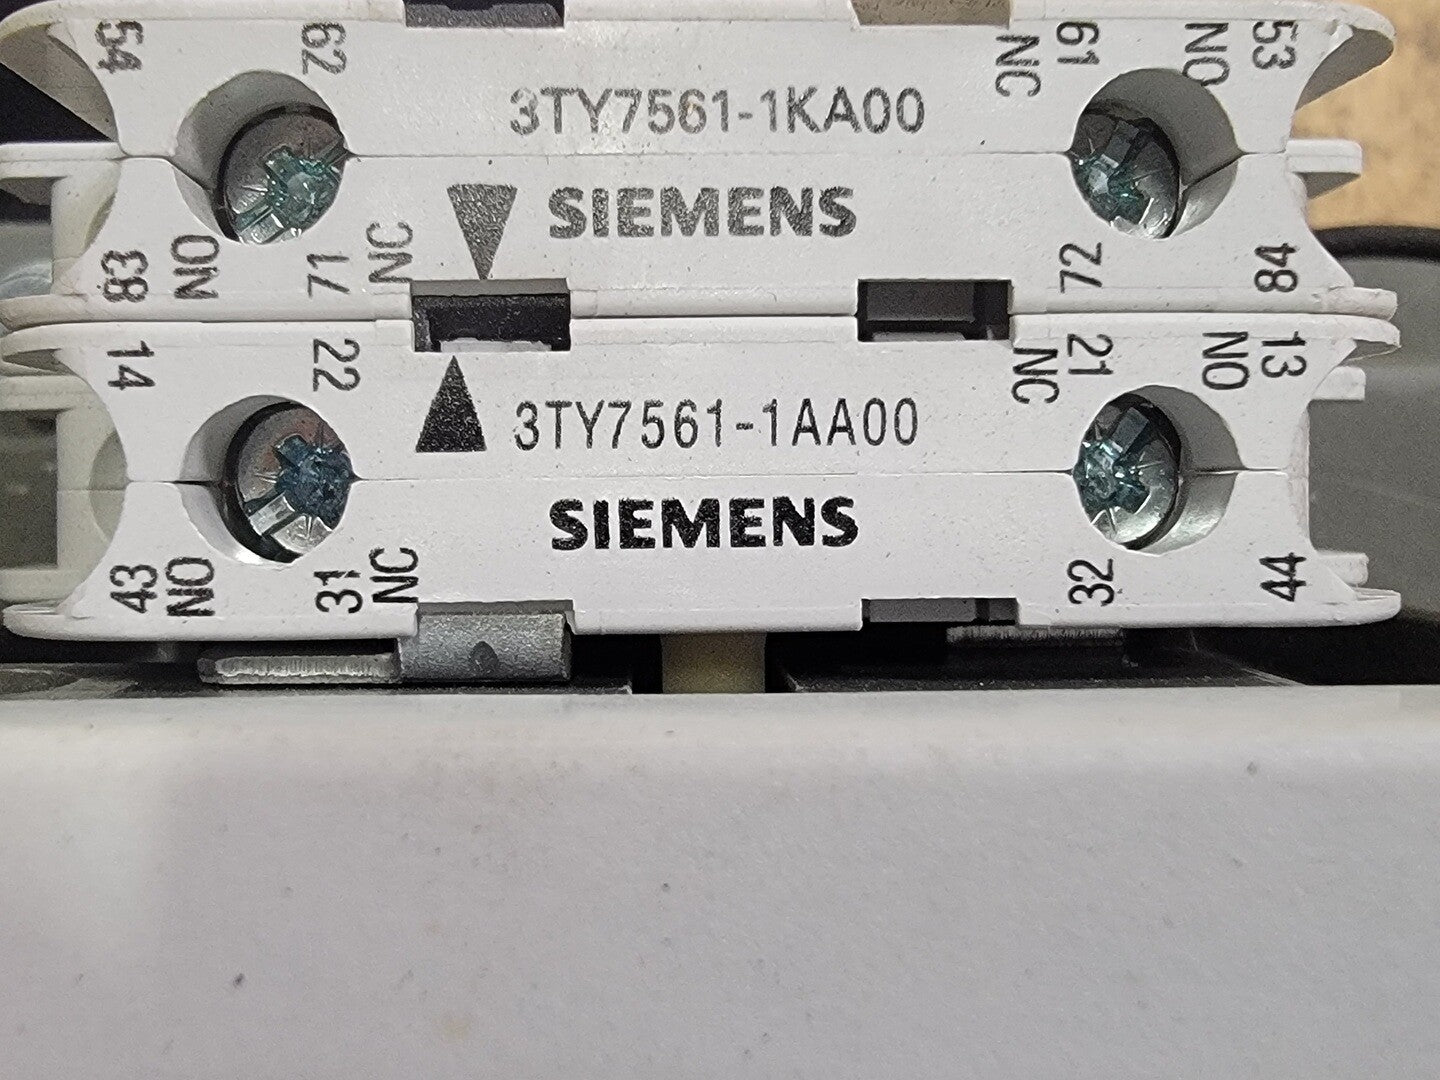 54 62 61 NC 53 NO
3TY7561-1KA00
SIEMENS
83 NO 71 NC 72 84
14 22 21 NC 13 NO
3TY7561-1AA00
SIEMENS
43 NO 31 NC 32 44